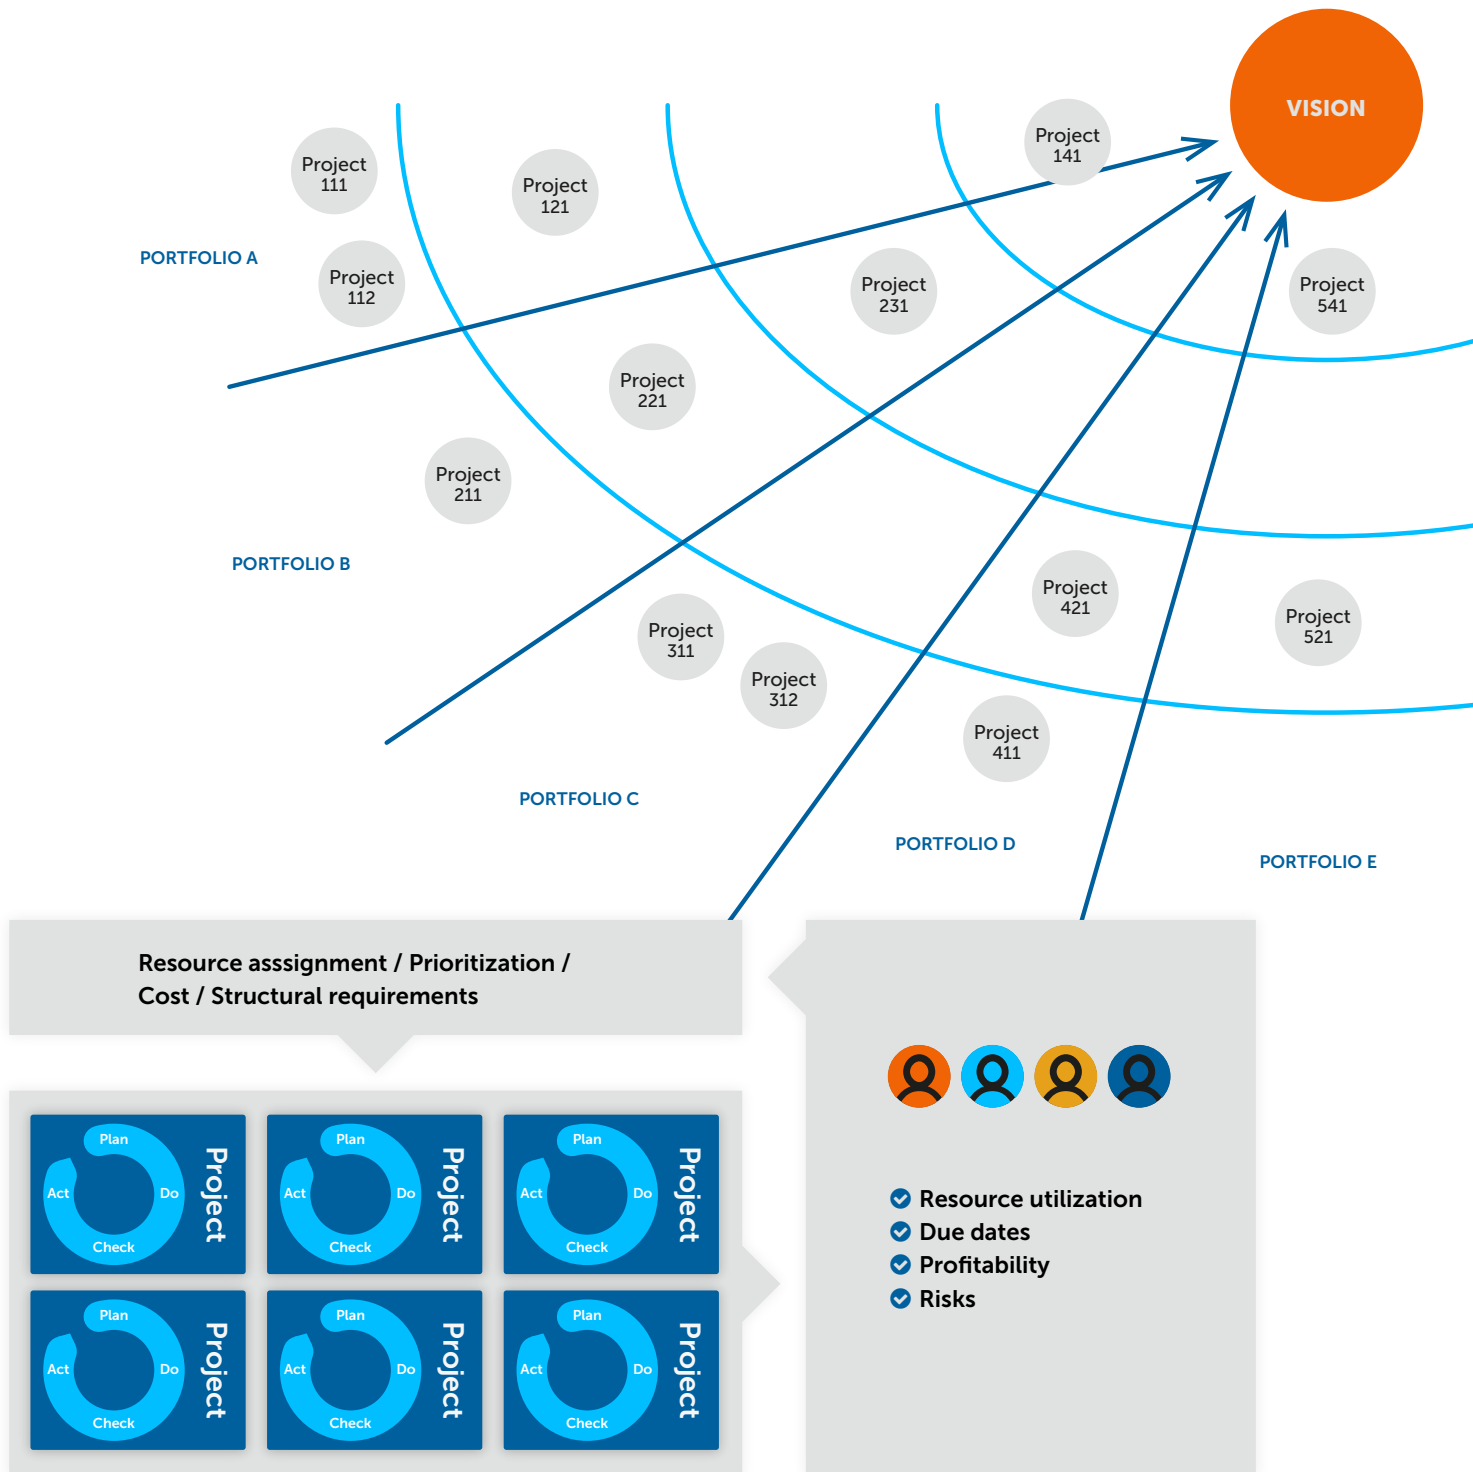 VISION
Project
141
Project
111
Project
121
PORTFOLIO A
Project
112
Project
231
Project
541
Project
221
Project
211
PORTFOLIO B
Project
311
Project
312
Project
421
Project
521
Project
411
PORTFOLIO C
PORTFOLIO D
PORTFOLIO E
Resource asssignment / Prioritization /
Cost / Structural requirements
Plan
Do
Check
Act
Project
Plan
Do
Check
Act
Project
Plan
Do
Check
Act
Project
Plan
Do
Check
Act
Project
Plan
Do
Check
Act
Project
Plan
Do
Check
Act
Project
Resource utilization
Due dates
Profitability
Risks